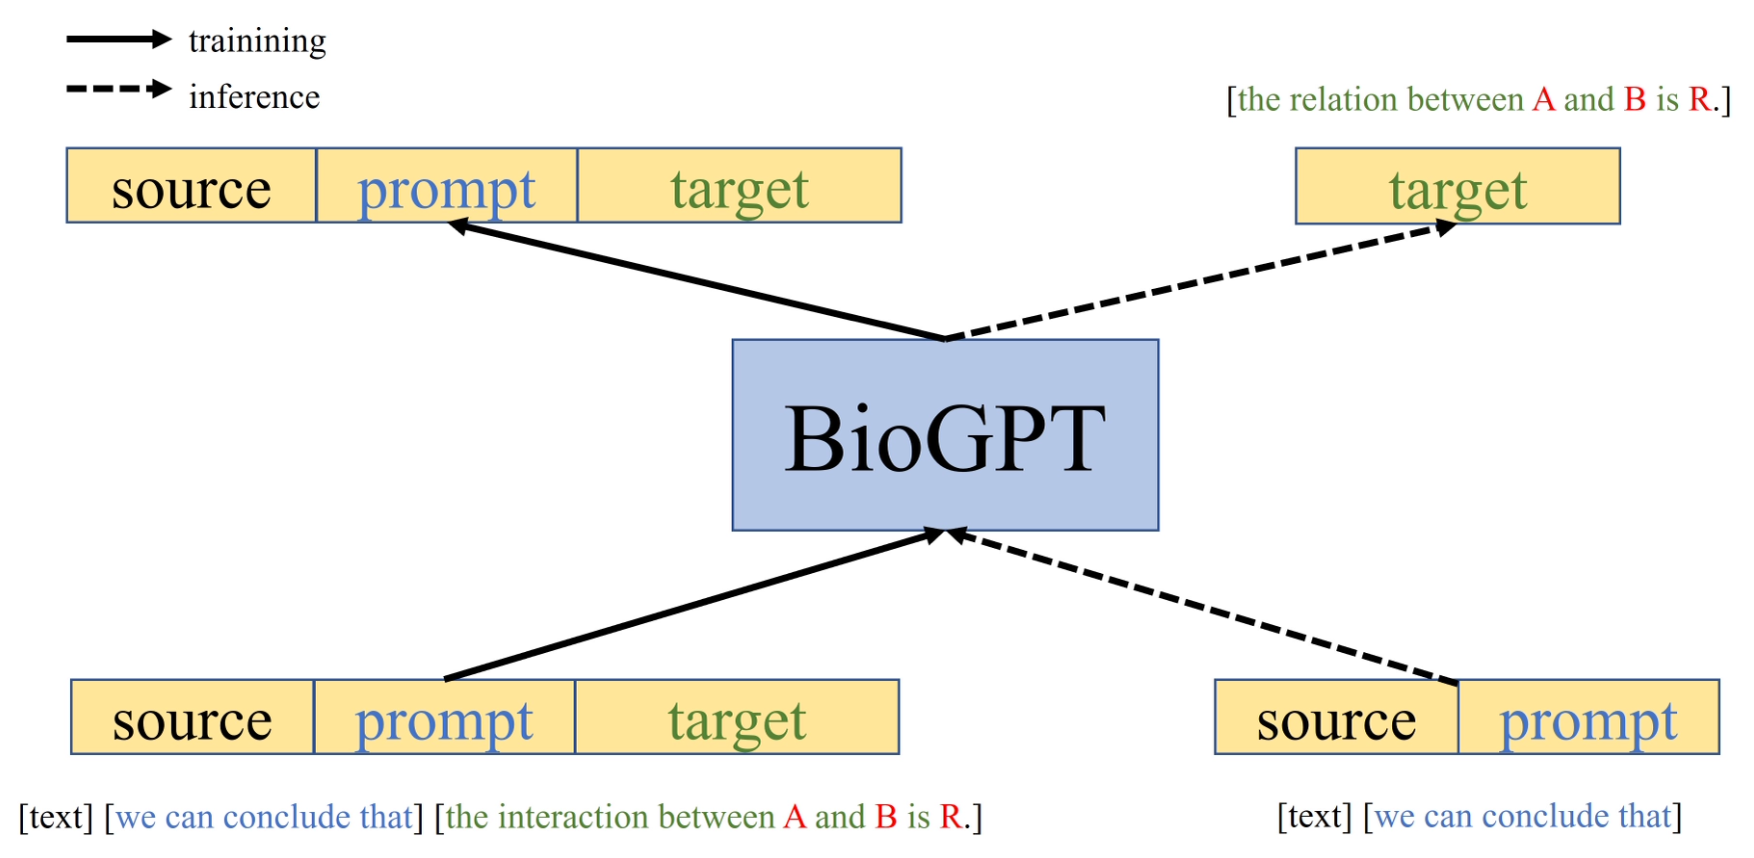 trainining
inference
[the relation between A and B is R.]
source prompt target
target
BioGPT
source prompt target
source prompt
[text] [we can conclude that] [the interaction between A and B is R.]
[text] [we can conclude that]